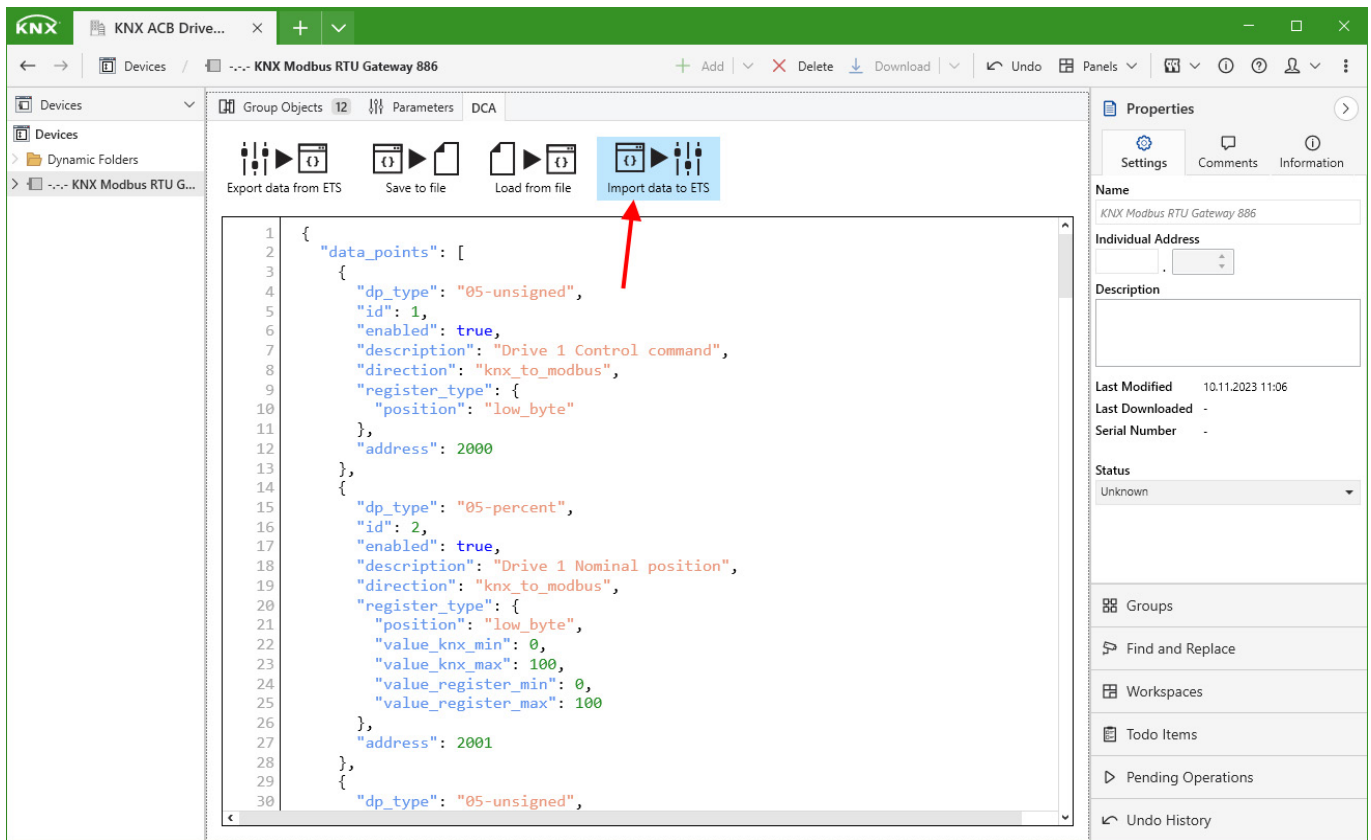 KNX ACB Drive...
Devices / -.-.- KNX Modbus RTU Gateway 886
Add Delete Download Undo Panels
Devices
Devices
Dynamic Folders
-.-.- KNX Modbus RTU G...
Group Objects 12 Parameters DCA
Export data from ETS Save to file Load from file Import data to ETS
1 {
2 "data_points": [
3 {
4 "dp_type": "05-unsigned",
5 "id": 1,
6 "enabled": true,
7 "description": "Drive 1 Control command",
8 "direction": "knx_to_modbus",
9 "register_type": {
10 "position": "low_byte"
11 },
12 "address": 2000
13 },
14 {
15 "dp_type": "05-percent",
16 "id": 2,
17 "enabled": true,
18 "description": "Drive 1 Nominal position",
19 "direction": "knx_to_modbus",
20 "register_type": {
21 "position": "low_byte",
22 "value_knx_min": 0,
23 "value_knx_max": 100,
24 "value_register_min": 0,
25 "value_register_max": 100
26 },
27 "address": 2001
28 },
29 {
30 "dp_type": "05-unsigned",
Properties
Settings Comments Information
Name
KNX Modbus RTU Gateway 886
Individual Address
.
Description
Last Modified 10.11.2023 11:06
Last Downloaded -
Serial Number -
Status
Unknown
Groups
Find and Replace
Workspaces
Todo Items
Pending Operations
Undo History